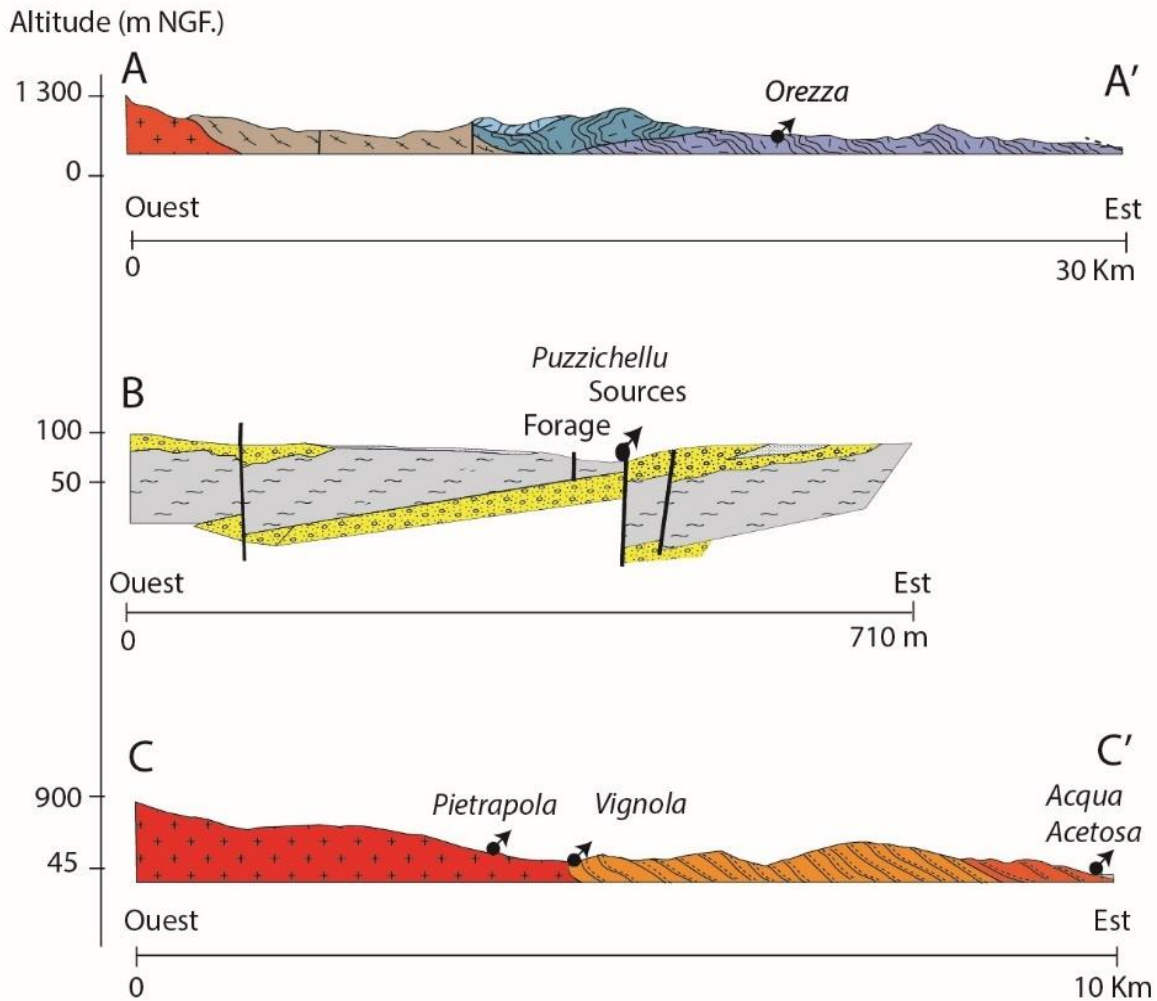 Altitude (m NGF.)
A
A'
1 300
Orezza
0
Ouest
Est
0
30 Km
Puzzichellu
B
Sources
100
Forage
50
Ouest
Est
0
710 m
C
C'
900
Pietrapola
Vignola
Acqua
Acetosa
45
Ouest
Est
0
10 Km